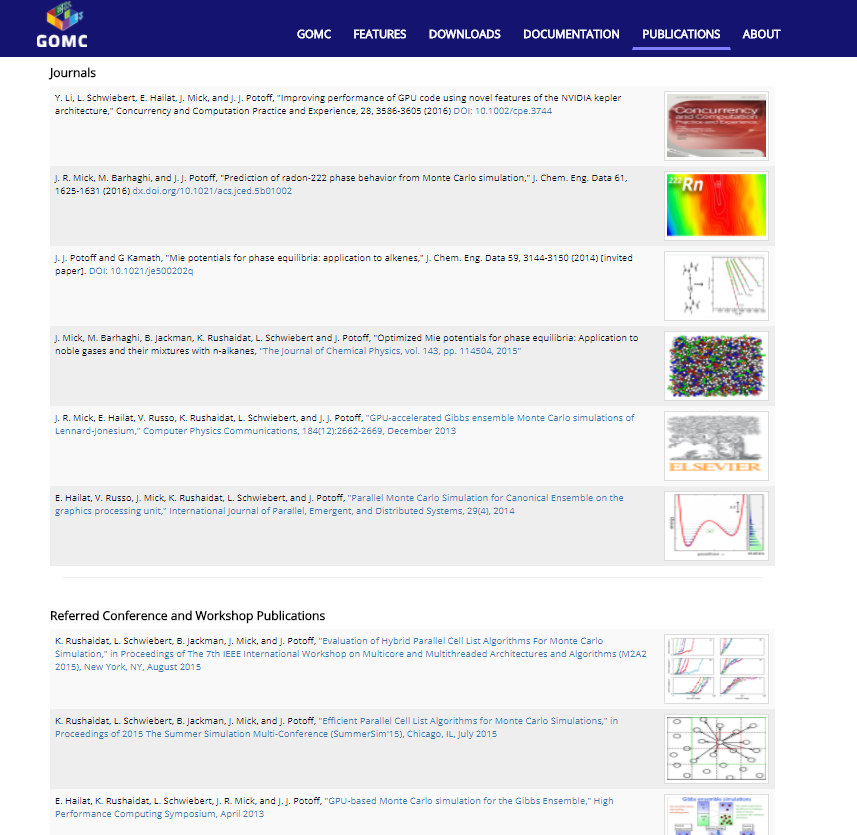 GOMC
GOMC FEATURES DOWNLOADS DOCUMENTATION PUBLICATIONS ABOUT
Journals
Y. Li, L. Schwiebert, E. Hailat, J. Mick, and J. J. Potoff, "Improving performance of GPU code using novel features of the NVIDIA kepler
architecture," Concurrency and Computation Practice and Experience, 28, 3586-3605 (2016) DOI: 10.1002/cpe.3744
Concurrency
and Computation
Practice and Experience
J. R. Mick, M. Barhaghi, and J. J. Potoff, "Prediction of radon-222 phase behavior from Monte Carlo simulation," J. Chem. Eng. Data 61,
1625-1631 (2016) dx.doi.org/10.1021/acs.jced.5b01002
222Rn
J. J. Potoff and G Kamath, "Mie potentials for phase equilibria: application to alkenes," J. Chem. Eng. Data 59, 3144-3150 (2014) [invited
paper]. DOI: 10.1021/je500202q
J. Mick, M. Barhaghi, B. Jackman, K. Rushaidat, L. Schwiebert and J. Potoff, "Optimized Mie potentials for phase equilibria: Application to
noble gases and their mixtures with n-alkanes, "The Journal of Chemical Physics, vol. 143, pp. 114504, 2015"
J. R. Mick, E. Hailat, V. Russo, K. Rushaidat, L. Schwiebert, and J. J. Potoff, "GPU-accelerated Gibbs ensemble Monte Carlo simulations of
Lennard-Jonesium," Computer Physics Communications, 184(12):2662-2669, December 2013
ELSEVIER
E. Hailat, V. Russo, J. Mick, K. Rushaidat, L. Schwiebert, and J. Potoff, "Parallel Monte Carlo Simulation for Canonical Ensemble on the
graphics processing unit," International Journal of Parallel, Emergent, and Distributed Systems, 29(4), 2014
Referred Conference and Workshop Publications
K. Rushaidat, L. Schwiebert, B. Jackman, J. Mick, and J. Potoff, "Evaluation of Hybrid Parallel Cell List Algorithms For Monte Carlo
Simulation," in Proceedings of The 7th IEEE International Workshop on Multicore and Multithreaded Architectures and Algorithms (M2A2
2015), New York, NY, August 2015
K. Rushaidat, L. Schwiebert, B. Jackman, J. Mick, and J. Potoff, "Efficient Parallel Cell List Algorithms for Monte Carlo Simulations," in
Proceedings of 2015 The Summer Simulation Multi-Conference (SummerSim'15), Chicago, IL, July 2015
E. Hailat, K. Rushaidat, L. Schwiebert, J. R. Mick, and J. J. Potoff, "GPU-based Monte Carlo simulation for the Gibbs Ensemble," High
Performance Computing Symposium, April 2013
Gibbs ensemble simulations